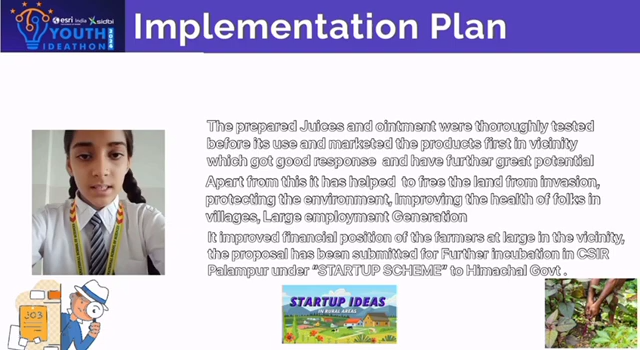 esri India sidbi
YOUTH
IDEATHON
Implementation Plan
The prepared Juices and ointment were thoroughly tested
before its use and marketed the products first in vicinity
which got good response and have further great potential
Apart from this it has helped to free the land from invasion,
protecting the environment, improving the health of folks in
villages, Large employment Generation
It improved financial position of the farmers at large in the vicinity,
the proposal has been submitted for Further incubation in CSIR
Palampur under "STARTUP SCHEME" to Himachal Govt .
JOB
STARTUP IDEAS
IN RURAL AREAS